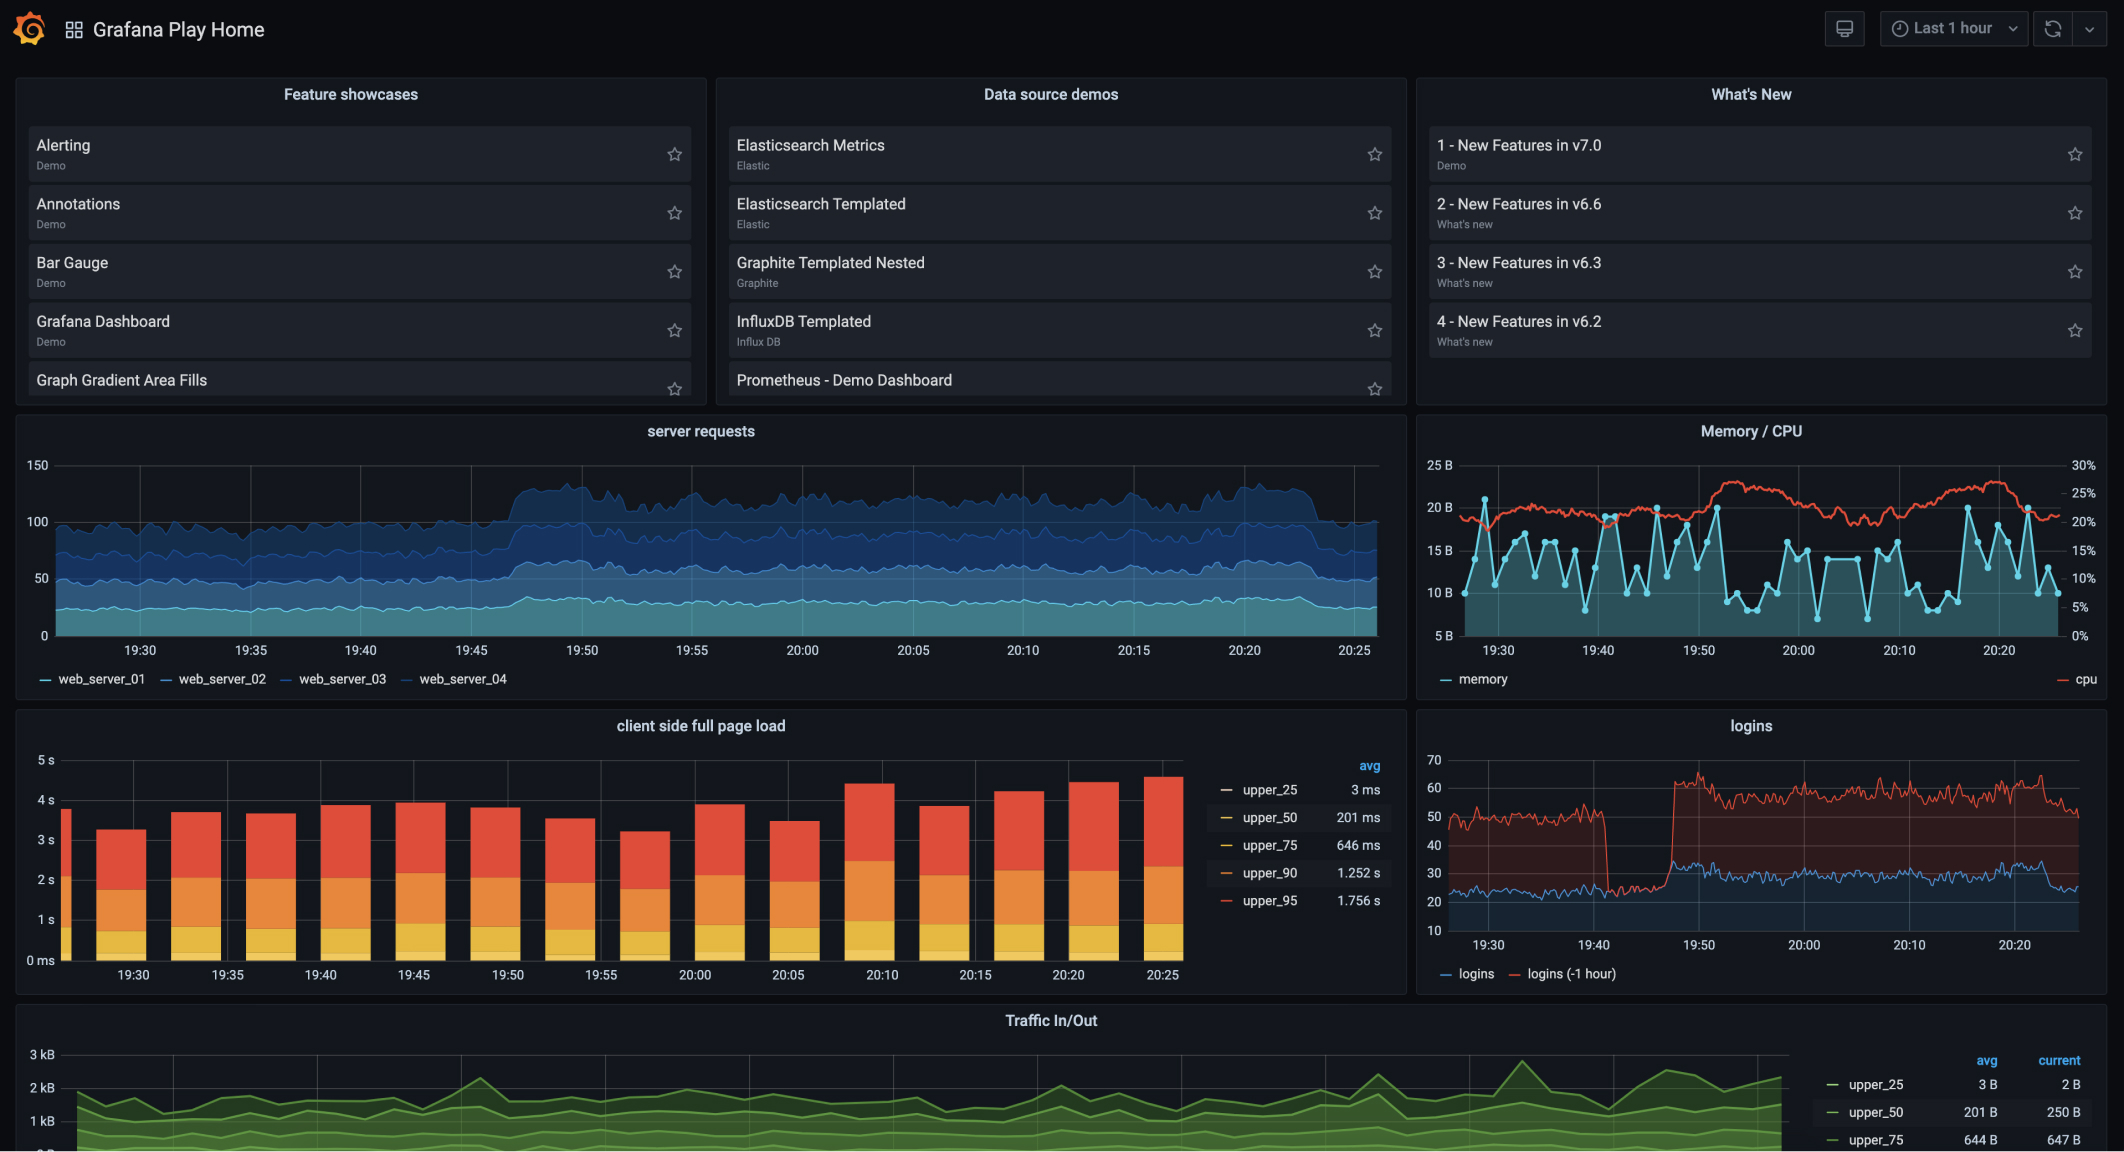 Grafana Play Home
Last 1 hour
Feature showcases
Alerting
Demo
Annotations
Demo
Bar Gauge
Demo
Grafana Dashboard
Demo
Graph Gradient Area Fills
Data source demos
Elasticsearch Metrics
Elastic
Elasticsearch Templated
Elastic
Graphite Templated Nested
Graphite
InfluxDB Templated
Influx DB
Prometheus - Demo Dashboard
What's New
1 - New Features in v7.0
Demo
2 - New Features in v6.6
What's new
3 - New Features in v6.3
What's new
4 - New Features in v6.2
What's new
server requests
150
100
50
0
19:30 19:35 19:40 19:45 19:50 19:55 20:00 20:05 20:10 20:15 20:20 20:25
web_server_01 web_server_02 web_server_03 web_server_04
Memory / CPU
25 B 30%
25%
20 B 20%
15 B 15%
10 B 10%
5%
5 B 0%
19:30 19:40 19:50 20:00 20:10 20:20
memory cpu
client side full page load
5 s
4 s
3 s
2 s
1 s
0 ms
19:30 19:35 19:40 19:45 19:50 19:55 20:00 20:05 20:10 20:15 20:20 20:25
avg
upper_25 3 ms
upper_50 201 ms
upper_75 646 ms
upper_90 1.252 s
upper_95 1.756 s
logins
70
60
50
40
30
20
10
19:30 19:40 19:50 20:00 20:10 20:20
logins logins (-1 hour)
Traffic In/Out
3 kB
2 kB
1 kB
avg current
upper_25 3 B 2 B
upper_50 201 B 250 B
upper_75 644 B 647 B